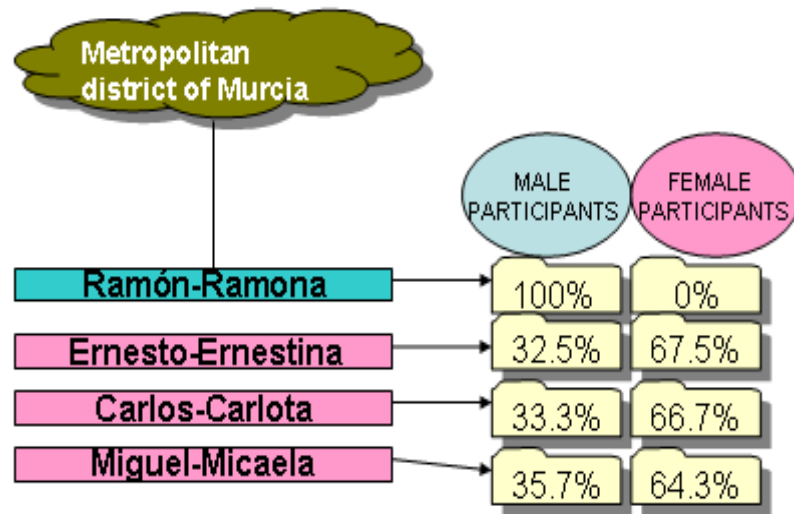 Metropolitan
district of Murcia
MALE
PARTICIPANTS
FEMALE
PARTICIPANTS
Ramón-Ramona
100%
0%
Ernesto-Ernestina
32.5%
67.5%
Carlos-Carlota
33.3%
66.7%
Miguel-Micaela
35.7%
64.3%